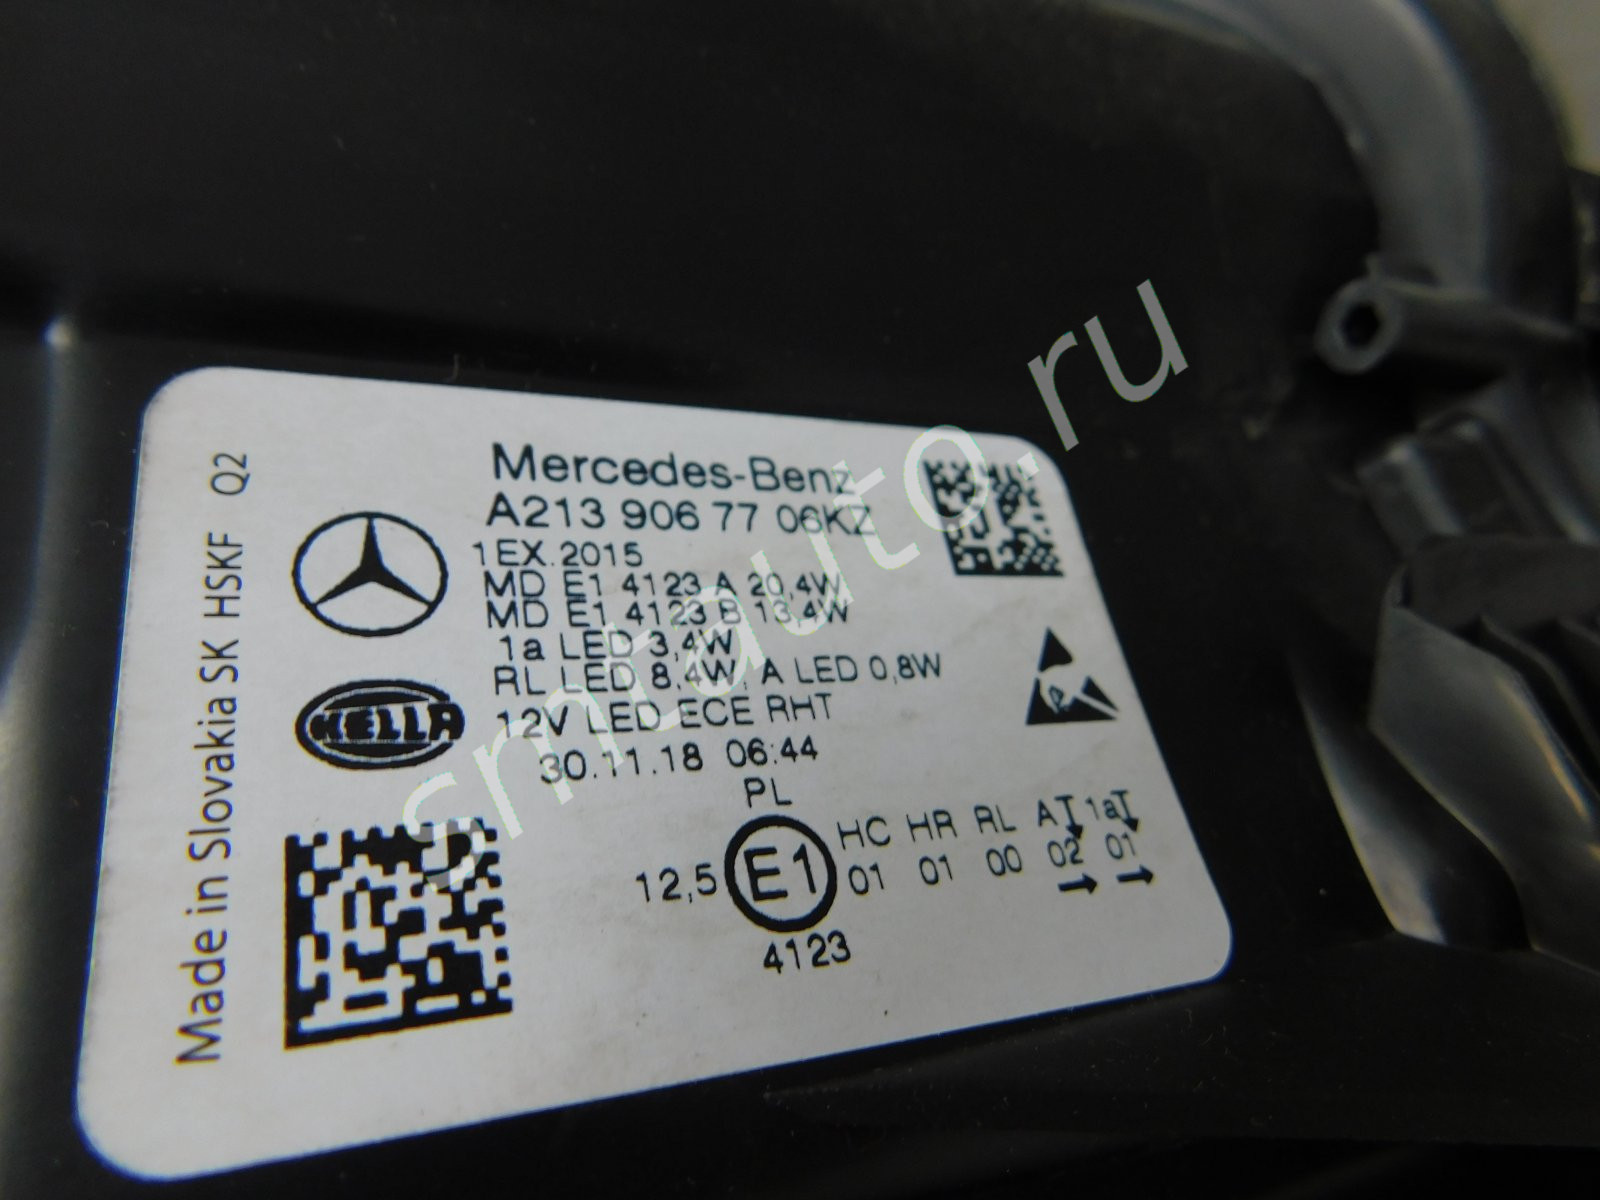 Mercedes-Benz
A213 906 77 06KZ
1EX.2015
MD E1 4123 A 20,4W
MD E1 4123 B 13,4W
1a LED 3,4W
RL LED 8,4W, A LED 0,8W
12V LED ECE RHT
30.11.18 06:44
PL
12,5 E1 HC HR RL A 1a
01 01 00 02 01
4123
HELLA
Made in Slovakia SK HSKF Q2
smtauto.ru